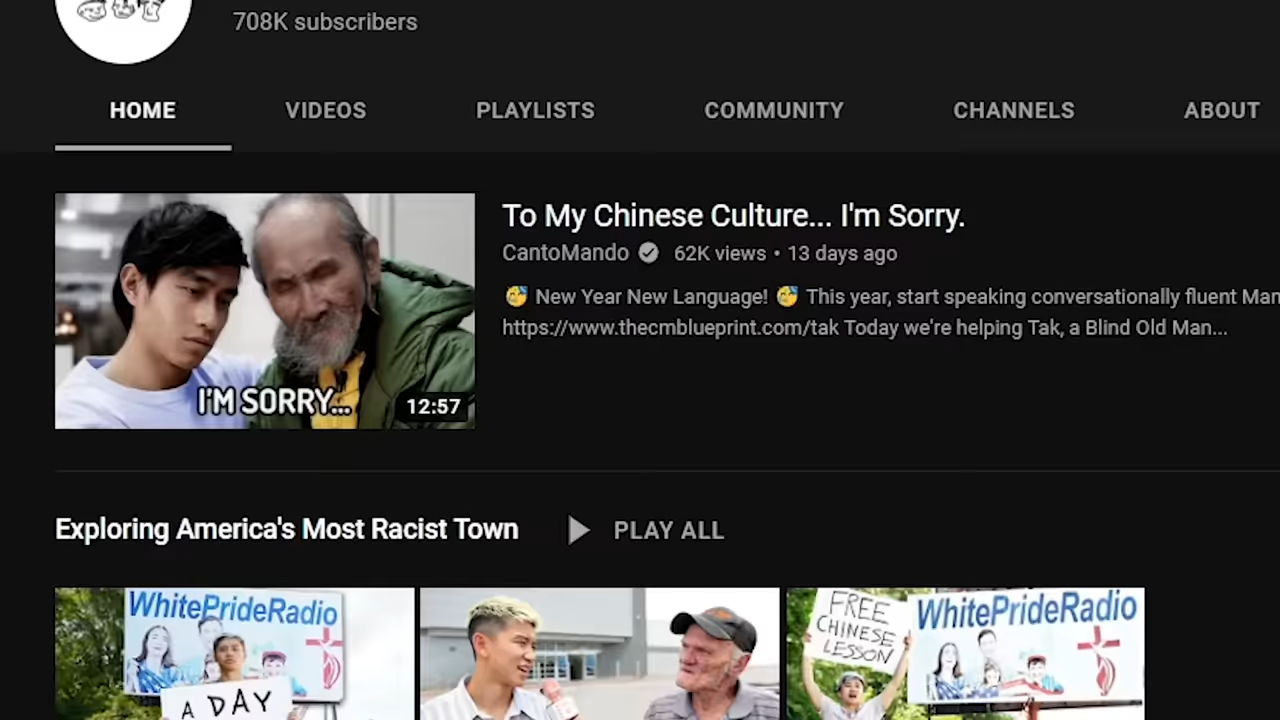 708K subscribers
HOME VIDEOS PLAYLISTS COMMUNITY CHANNELS ABOUT
To My Chinese Culture... I'm Sorry.
CantoMando 62K views • 13 days ago
🥳 New Year New Language! 🥳 This year, start speaking conversationally fluent
https://www.thecmblueprint.com/tak Today we're helping Tak, a Blind Old Man...
I'M SORRY...
12:57
Exploring America's Most Racist Town PLAY ALL
WhitePrideRadio
A DAY
FREE
CHINESE
LESSON
WhitePrideRadio